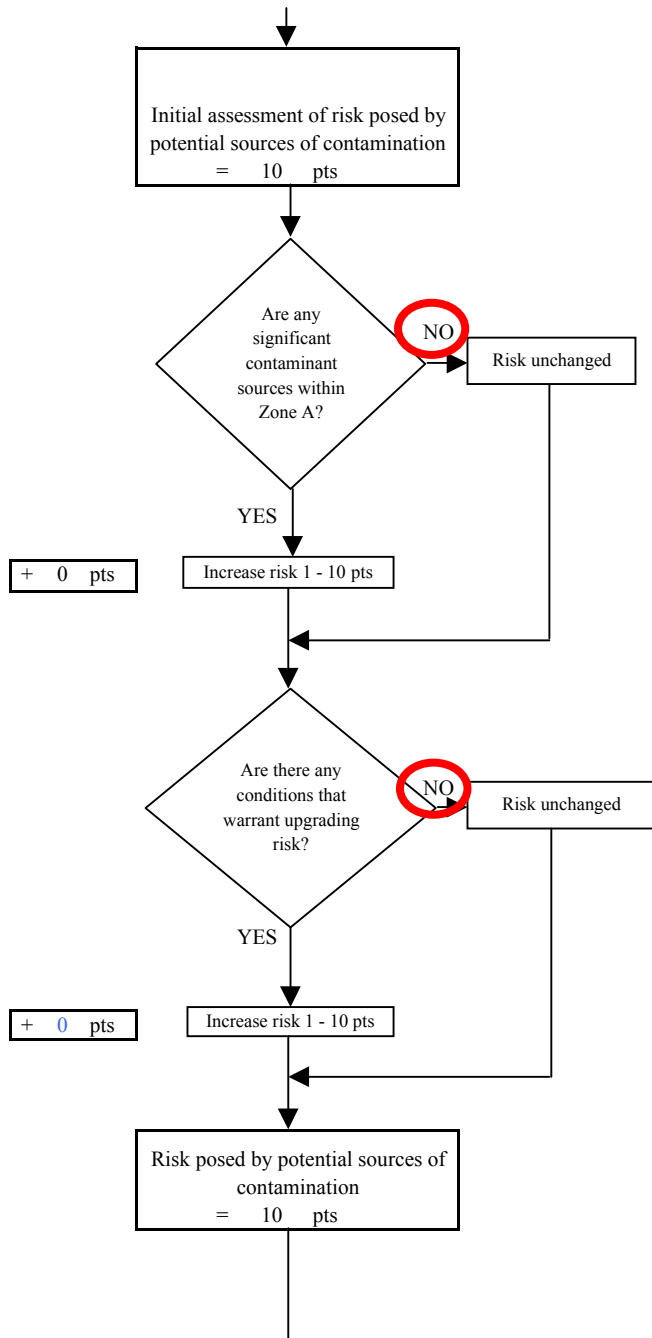 Initial assessment of risk posed by
potential sources of contamination
= 10 pts
Are any
significant
contaminant
sources within
Zone A?
NO
Risk unchanged
YES
+ 0 pts
Increase risk 1 - 10 pts
Are there any
conditions that
warrant upgrading
risk?
NO
Risk unchanged
YES
+ 0 pts
Increase risk 1 - 10 pts
Risk posed by potential sources of
contamination
= 10 pts